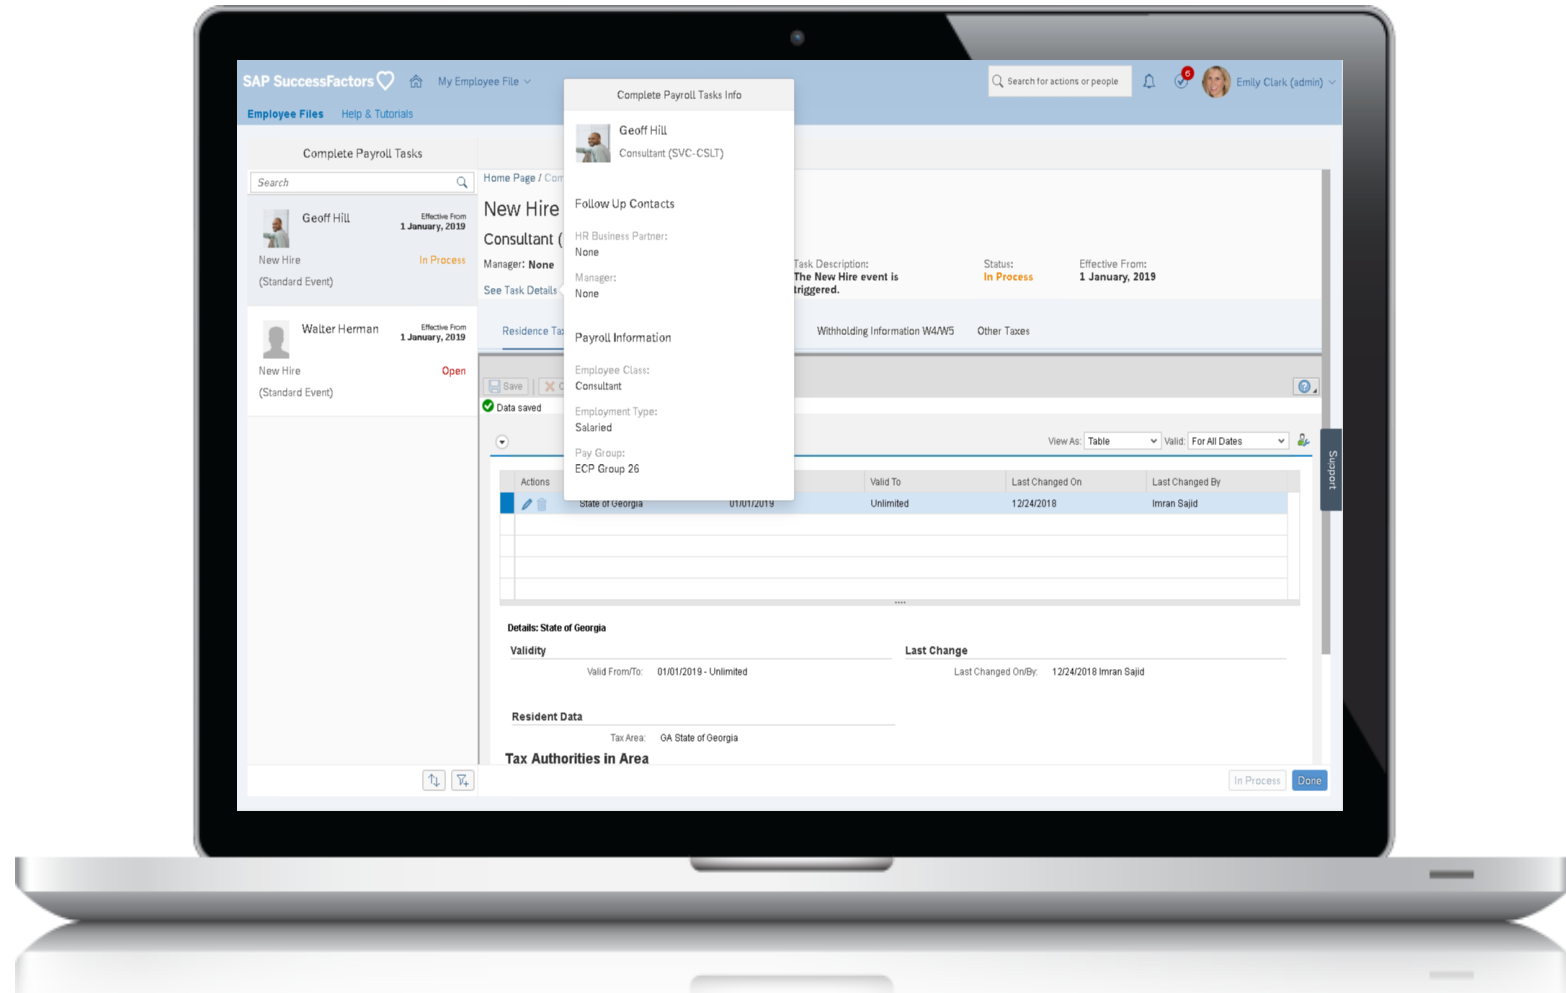 SAP SuccessFactors
My Employee File
Search for actions or people
6
Emily Clark (admin)
Employee Files
Help & Tutorials
Complete Payroll Tasks
Search
Geoff Hill
Effective From
1 January, 2019
New Hire
In Process
(Standard Event)
Walter Herman
Effective From
1 January, 2019
New Hire
Open
(Standard Event)
Home Page /
New Hire
Consultant (
Manager: None
See Task Details
Complete Payroll Tasks Info
Geoff Hill
Consultant (SVC-CSLT)
Follow Up Contacts
HR Business Partner:
None
Manager:
None
Payroll Information
Employee Class:
Consultant
Employment Type:
Salaried
Pay Group:
ECP Group 26
Task Description:
The New Hire event is
triggered.
Status:
In Process
Effective From:
1 January, 2019
Residence
Withholding Information W4/W5
Other Taxes
Save
Data saved
View As: Table
Valid: For All Dates
Support
Actions
Valid To
Last Changed On
Last Changed By
State of Georgia
01/01/2019
Unlimited
12/24/2018
Imran Sajid
Details: State of Georgia
Validity
Valid From/To: 01/01/2019 - Unlimited
Last Change
Last Changed On/By: 12/24/2018 Imran Sajid
Resident Data
Tax Area: GA State of Georgia
Tax Authorities in Area
In Process
Done